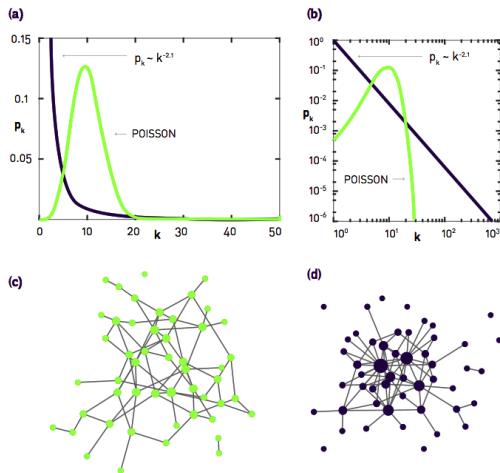 (a)
0.15
0.10
0.05
p_k
p_k ~ k^-2.1
POISSON
0 10 20 30 40 50
k
(b)
10^0
10^-1
10^-2
10^-3
10^-4
10^-5
10^-6
p_k
p_k ~ k^-2.1
POISSON
10^0 10^1 10^2 10^3
k
(c)
(d)